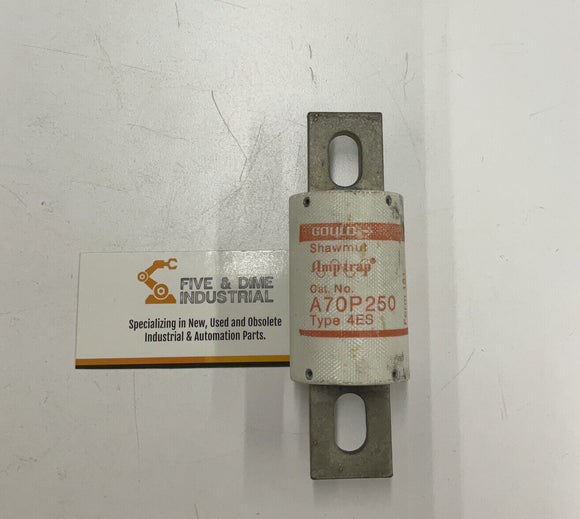 GOULD
Shawmut
Amp-trap®
Cat. No.
A70P250
Type 4ES
FIVE & DIME
INDUSTRIAL
Specializing in New, Used and Obsolete
Industrial & Automation Parts.